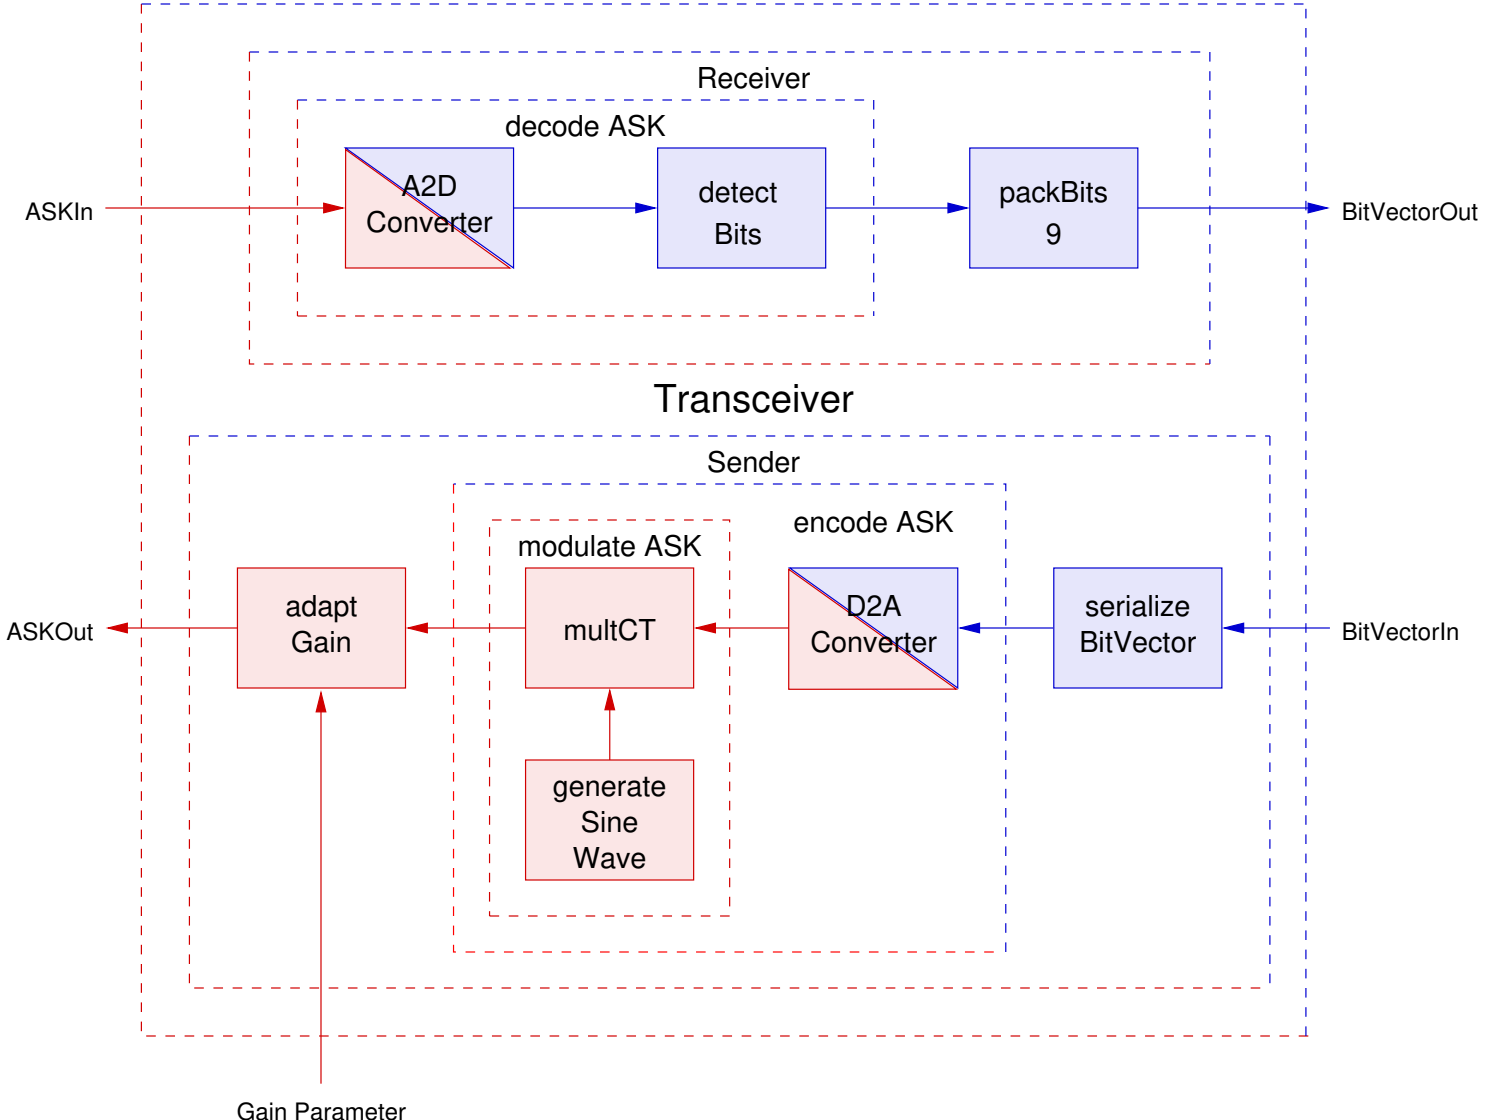 Receiver
decode ASK
A2D
Converter
detect
Bits
packBits
9
ASKIn
BitVectorOut
Transceiver
Sender
encode ASK
modulate ASK
adapt
Gain
multCT
D2A
Converter
serialize
BitVector
ASKOut
BitVectorIn
generate
Sine
Wave
Gain Parameter